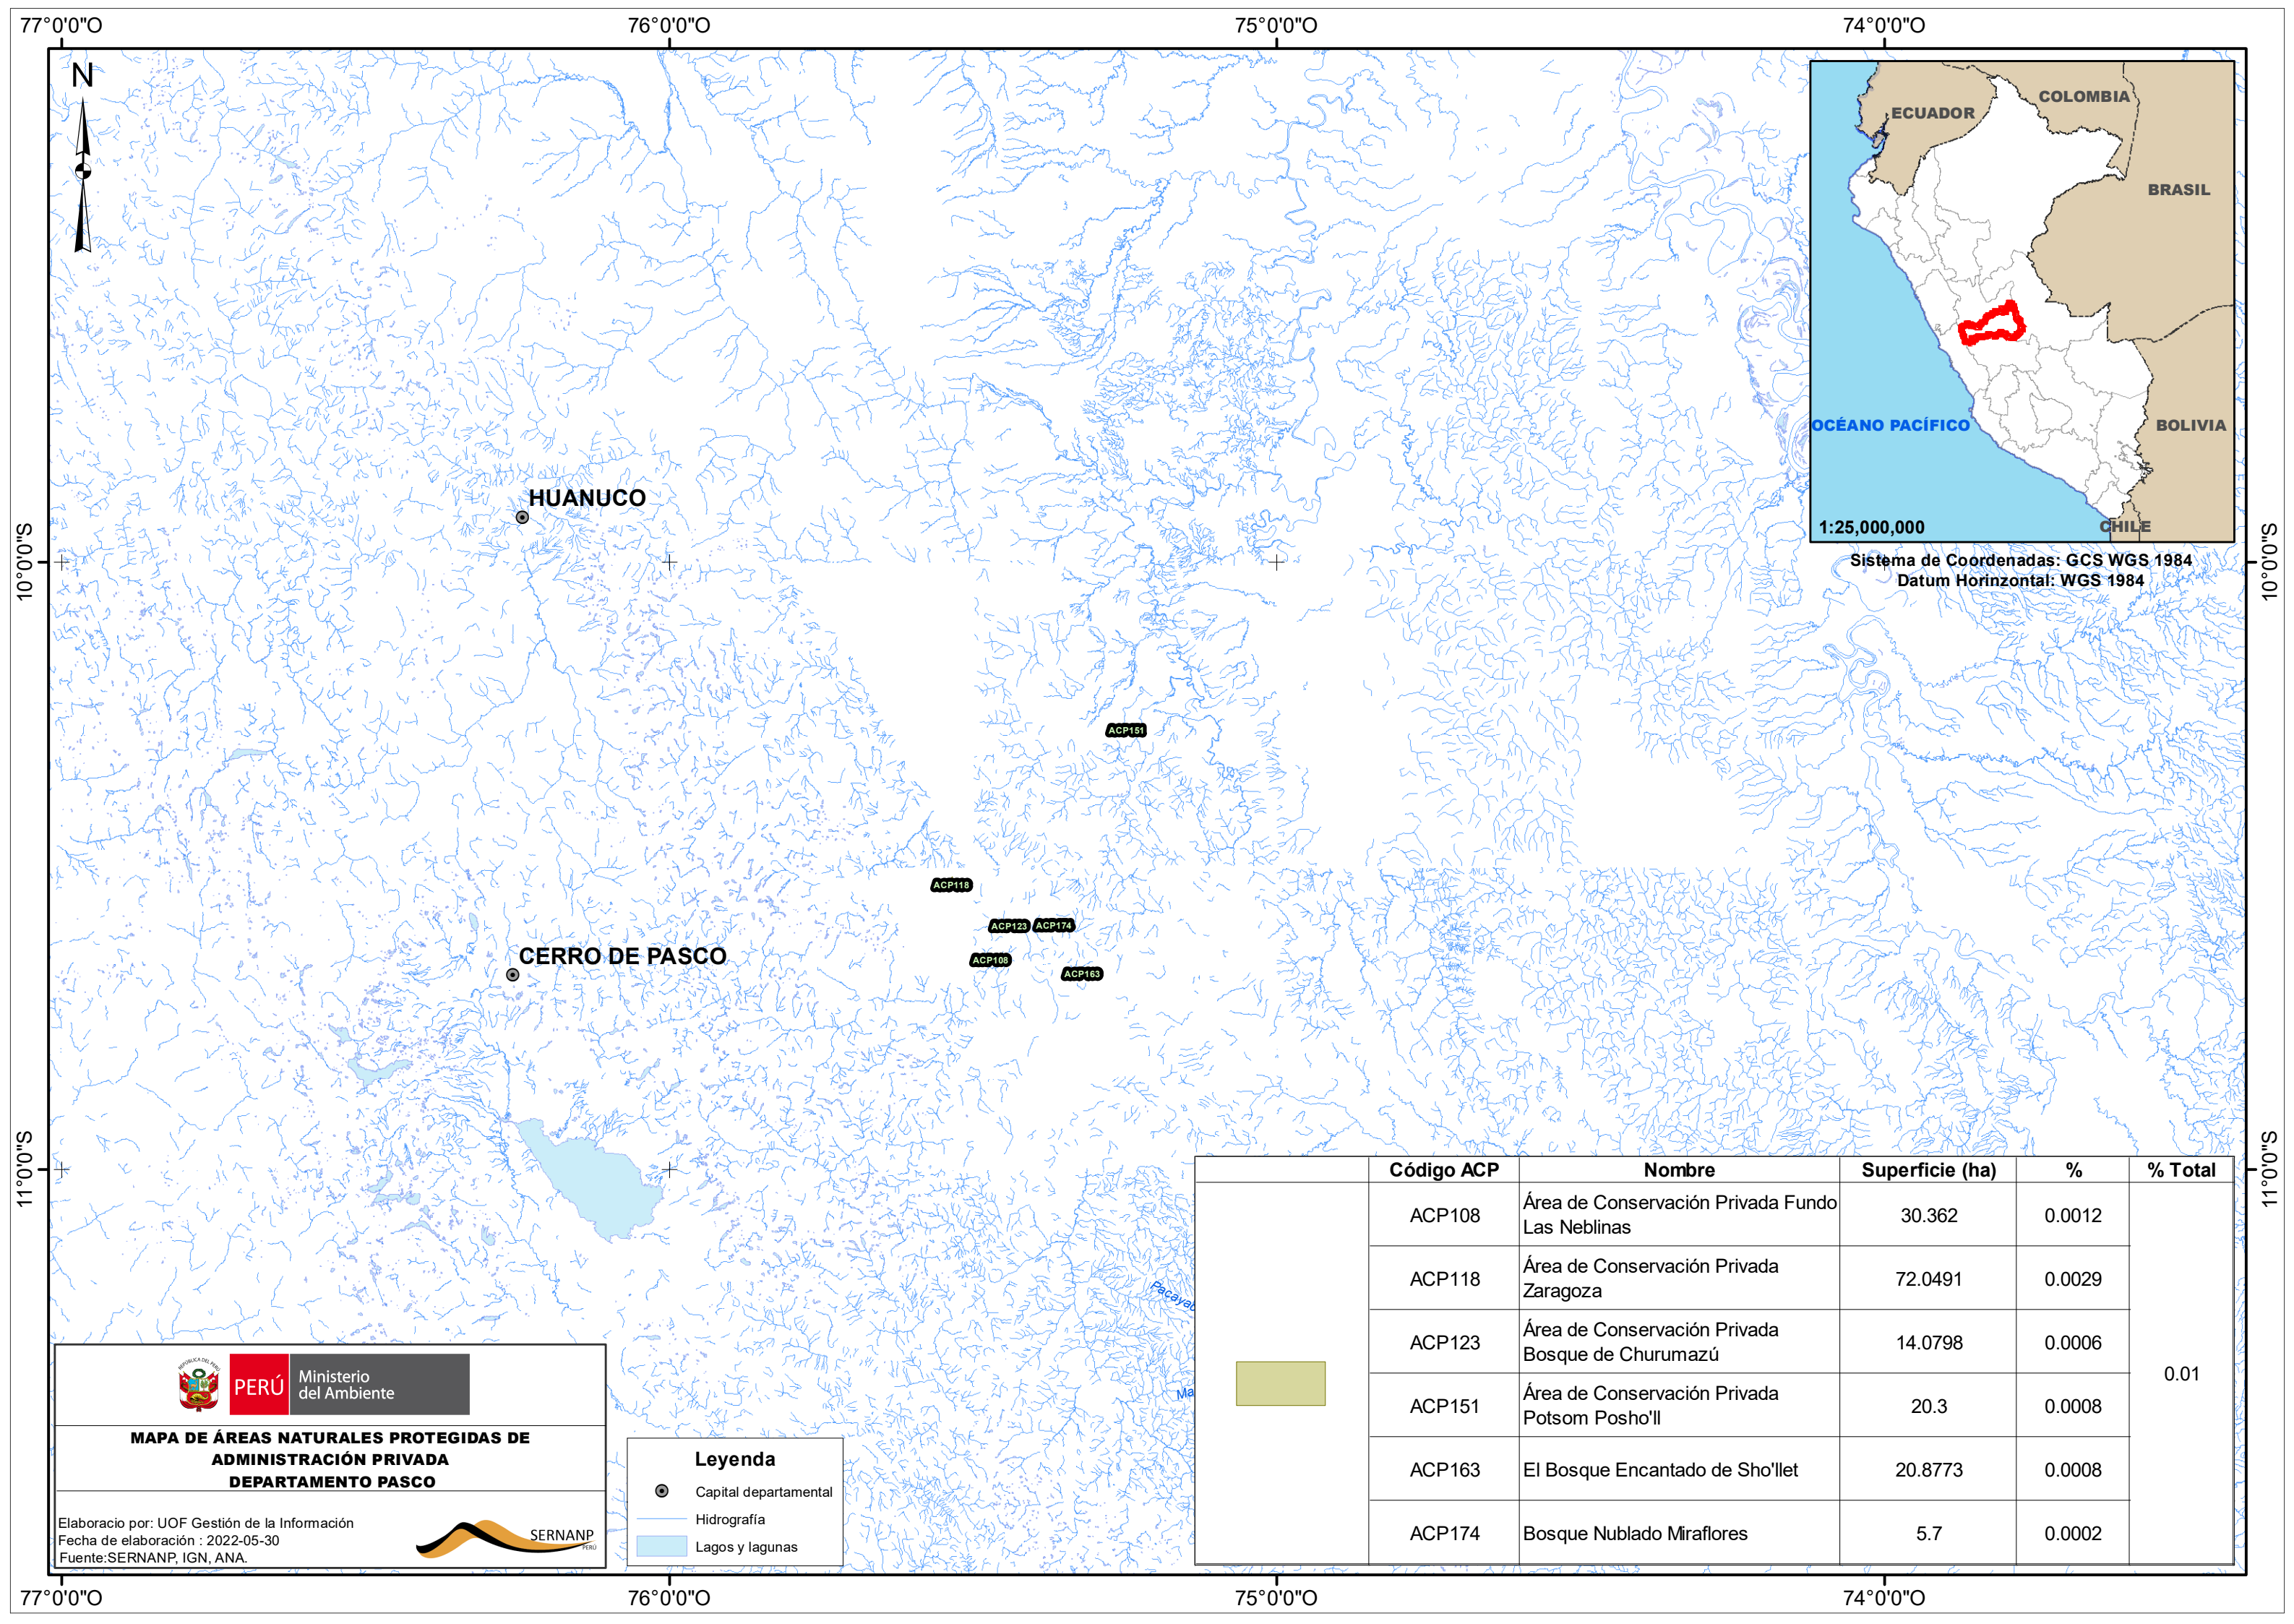 77°0'0"O 76°0'0"O 75°0'0"O 74°0'0"O
N
ECUADOR
COLOMBIA
BRASIL
OCÉANO PACÍFICO
BOLIVIA
CHILE
1:25,000,000
Sistema de Coordenadas: GCS WGS 1984
Datum Horinzontal: WGS 1984
HUANUCO
10°0'0"S
10°0'0"S
ACP151
ACP118
ACP123
ACP174
CERRO DE PASCO
ACP108
ACP163
11°0'0"S
11°0'0"S
Código ACP Nombre Superficie (ha) % % Total
ACP108 Área de Conservación Privada Fundo
Las Neblinas 30.362 0.0012
ACP118 Área de Conservación Privada
Zaragoza 72.0491 0.0029
ACP123 Área de Conservación Privada
Bosque de Churumazú 14.0798 0.0006
0.01
ACP151 Área de Conservación Privada
Potsom Posho'll 20.3 0.0008
ACP163 El Bosque Encantado de Sho'llet 20.8773 0.0008
ACP174 Bosque Nublado Miraflores 5.7 0.0002
REPÚBLICA DEL PERÚ
PERÚ
Ministerio
del Ambiente
MAPA DE ÁREAS NATURALES PROTEGIDAS DE
ADMINISTRACIÓN PRIVADA
DEPARTAMENTO PASCO
Elaboracio por: UOF Gestión de la Información
Fecha de elaboración : 2022-05-30
Fuente:SERNANP, IGN, ANA.
SERNANP
PERÚ
Leyenda
Capital departamental
Hidrografía
Lagos y lagunas
77°0'0"O 76°0'0"O 75°0'0"O 74°0'0"O